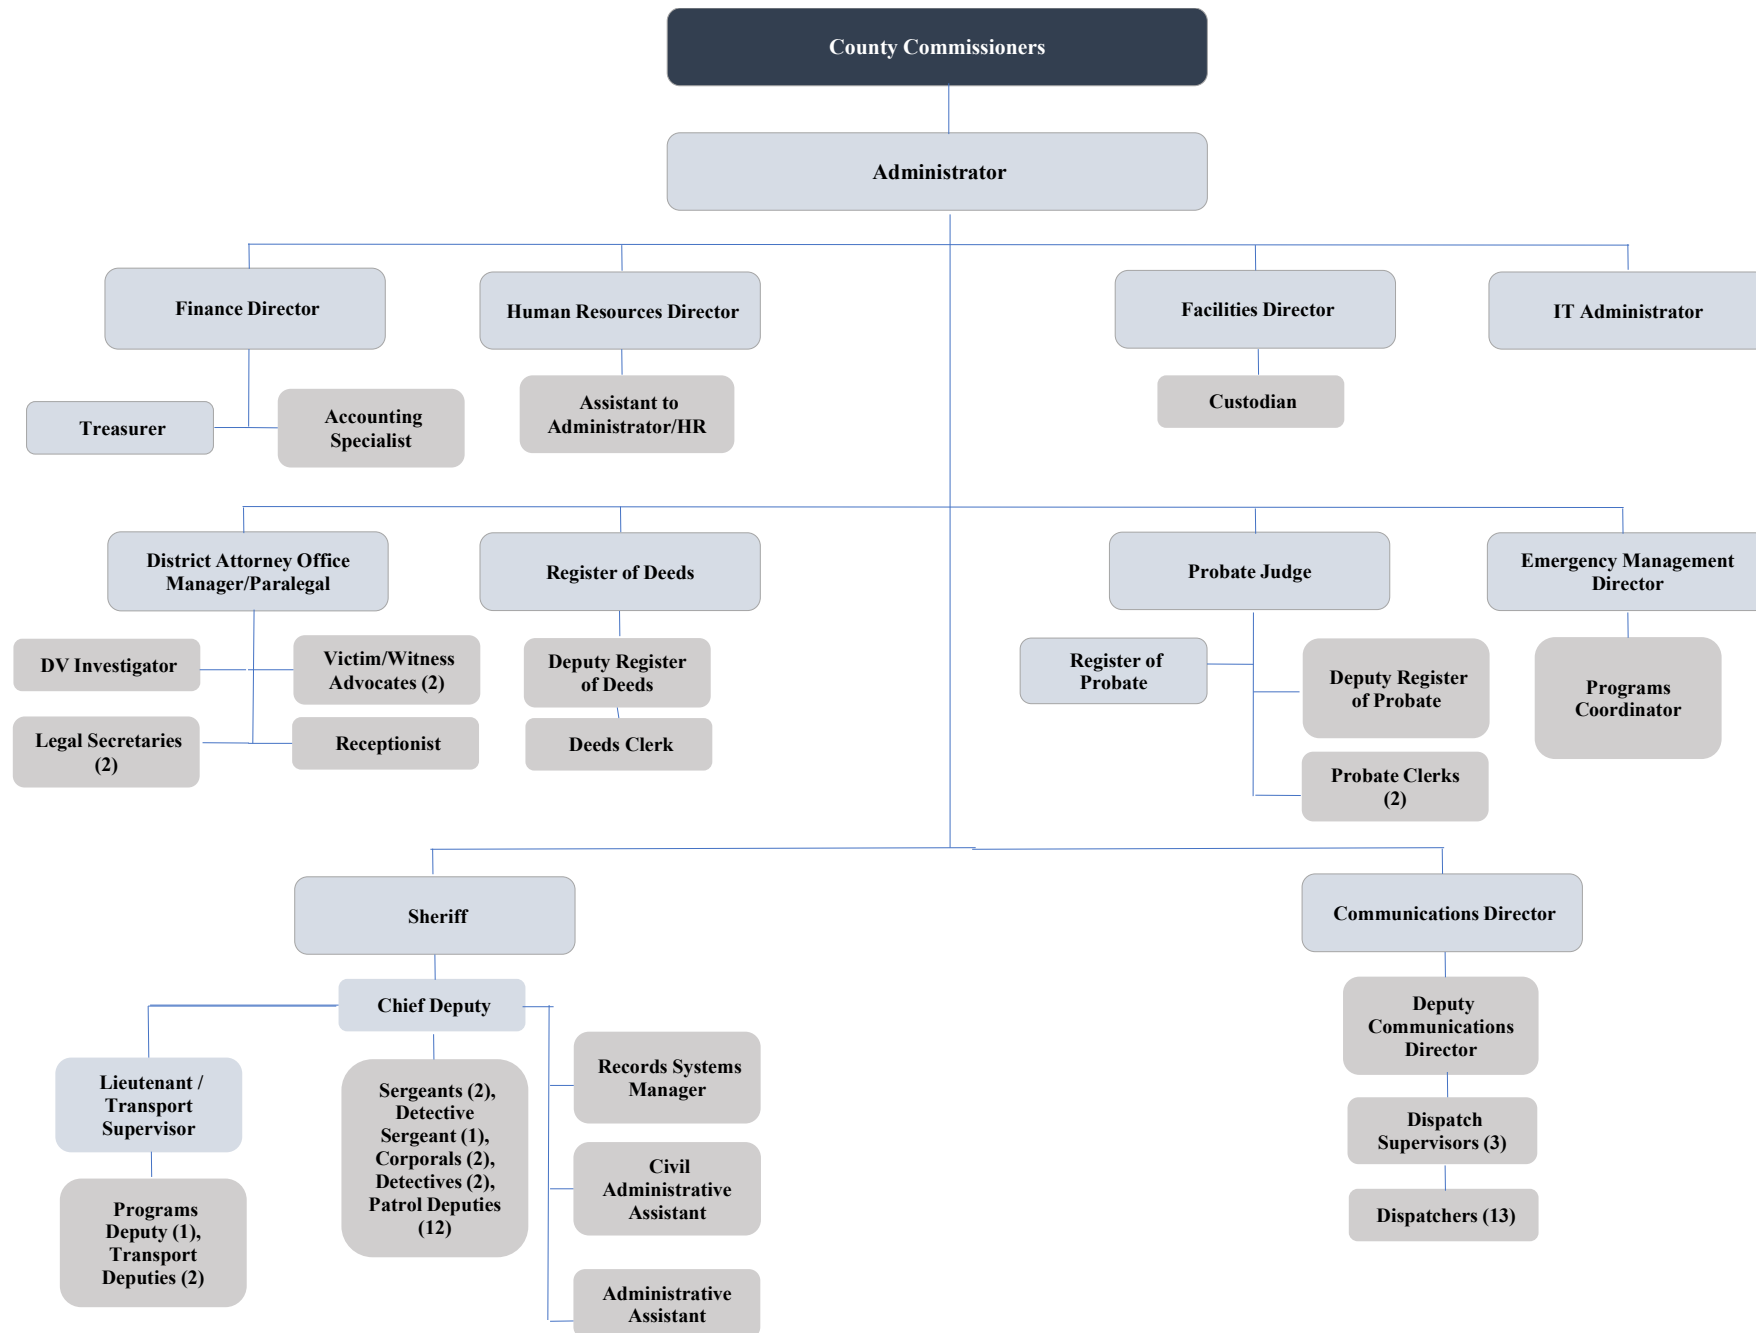 County Commissioners
Administrator
Finance Director
Human Resources Director
Facilities Director
IT Administrator
Treasurer
Accounting
Specialist
Assistant to
Administrator/HR
Custodian
District Attorney Office
Manager/Paralegal
Register of Deeds
Probate Judge
Emergency Management
Director
DV Investigator
Victim/Witness
Advocates (2)
Legal Secretaries
(2)
Receptionist
Deputy Register
of Deeds
Deeds Clerk
Register of
Probate
Deputy Register
of Probate
Probate Clerks
(2)
Programs
Coordinator
Sheriff
Communications Director
Chief Deputy
Lieutenant /
Transport
Supervisor
Programs
Deputy (1),
Transport
Deputies (2)
Sergeants (2),
Detective
Sergeant (1),
Corporals (2),
Detectives (2),
Patrol Deputies
(12)
Records Systems
Manager
Civil
Administrative
Assistant
Administrative
Assistant
Deputy
Communications
Director
Dispatch
Supervisors (3)
Dispatchers (13)